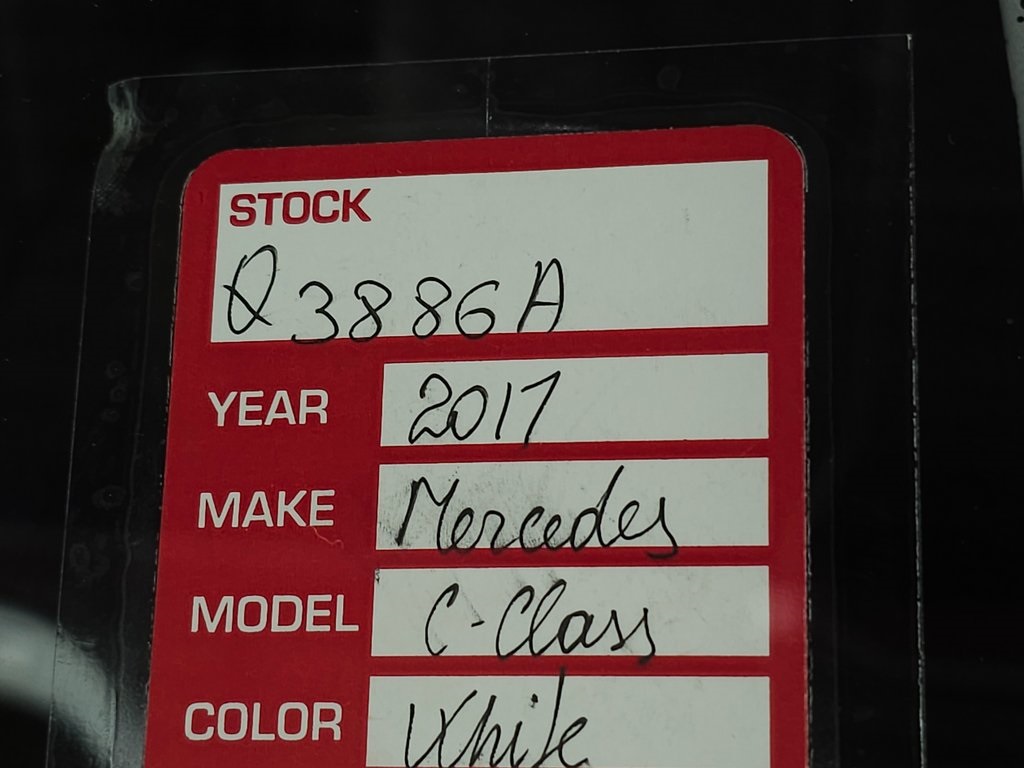 STOCK
Q3886A
YEAR 2017
MAKE Mercedes
MODEL C-Class
COLOR White